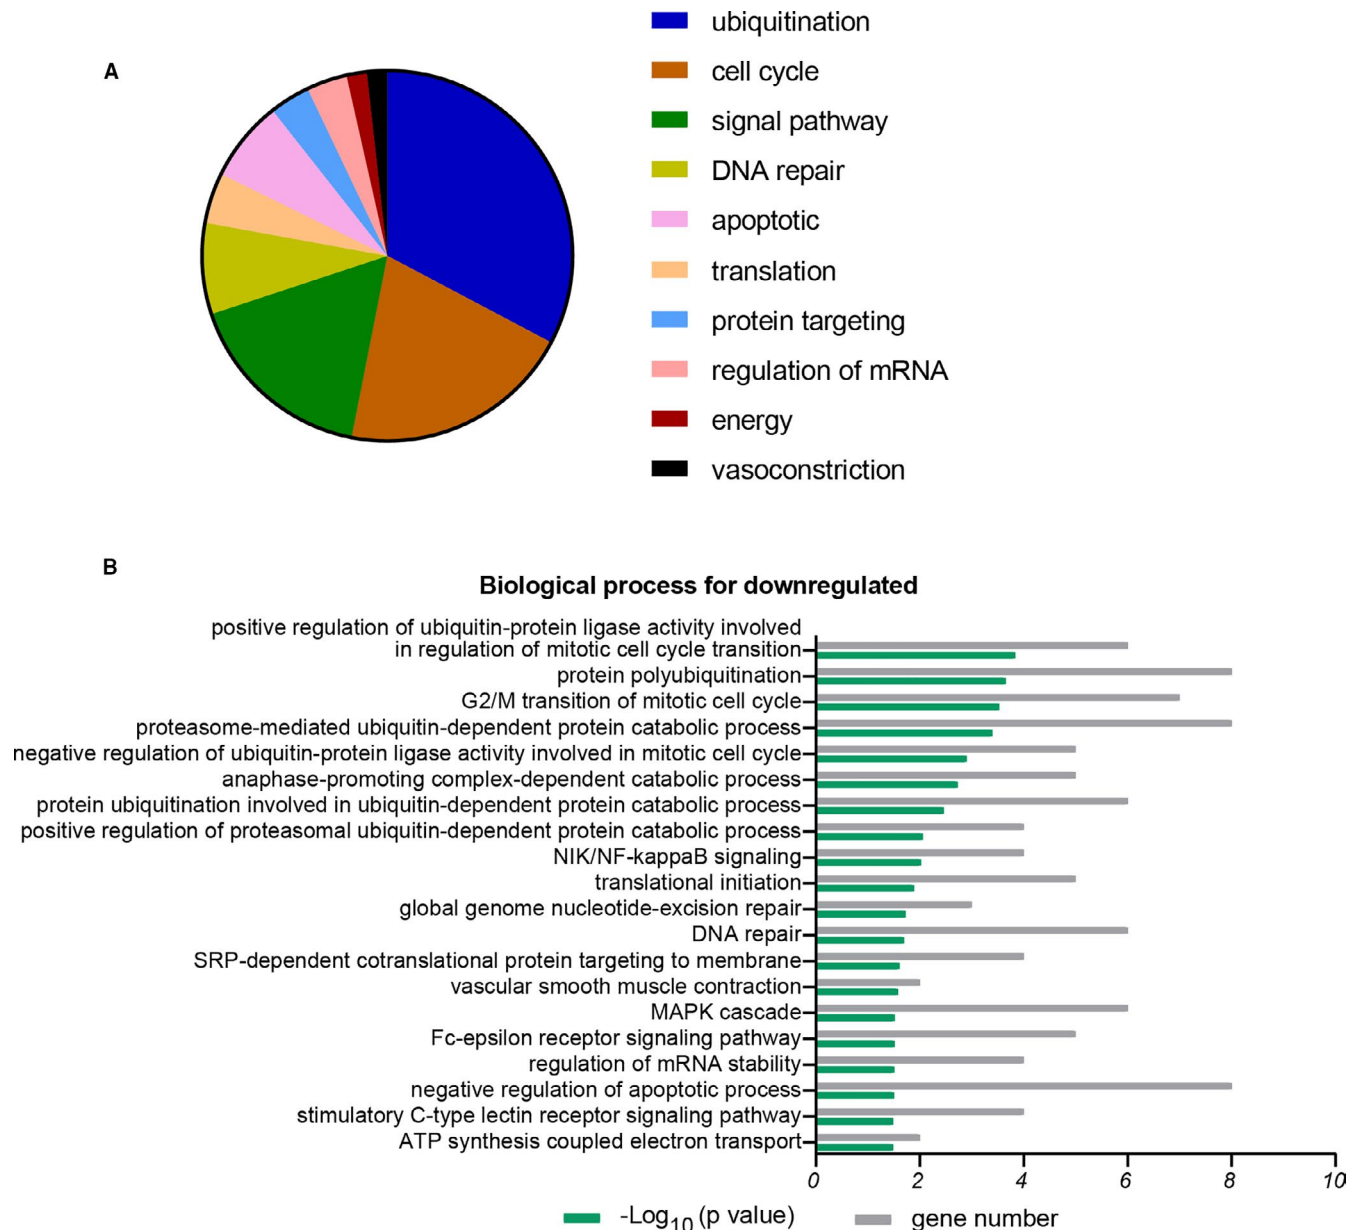 A
ubiquitination
cell cycle
signal pathway
DNA repair
apoptotic
translation
protein targeting
regulation of mRNA
energy
vasoconstriction
B
Biological process for downregulated
positive regulation of ubiquitin-protein ligase activity involved
in regulation of mitotic cell cycle transition
protein polyubiquitination
G2/M transition of mitotic cell cycle
proteasome-mediated ubiquitin-dependent protein catabolic process
negative regulation of ubiquitin-protein ligase activity involved in mitotic cell cycle
anaphase-promoting complex-dependent catabolic process
protein ubiquitination involved in ubiquitin-dependent protein catabolic process
positive regulation of proteasomal ubiquitin-dependent protein catabolic process
NIK/NF-kappaB signaling
translational initiation
global genome nucleotide-excision repair
DNA repair
SRP-dependent cotranslational protein targeting to membrane
vascular smooth muscle contraction
MAPK cascade
Fc-epsilon receptor signaling pathway
regulation of mRNA stability
negative regulation of apoptotic process
stimulatory C-type lectin receptor signaling pathway
ATP synthesis coupled electron transport
0 2 4 6 8 10
-Log10 (p value) gene number